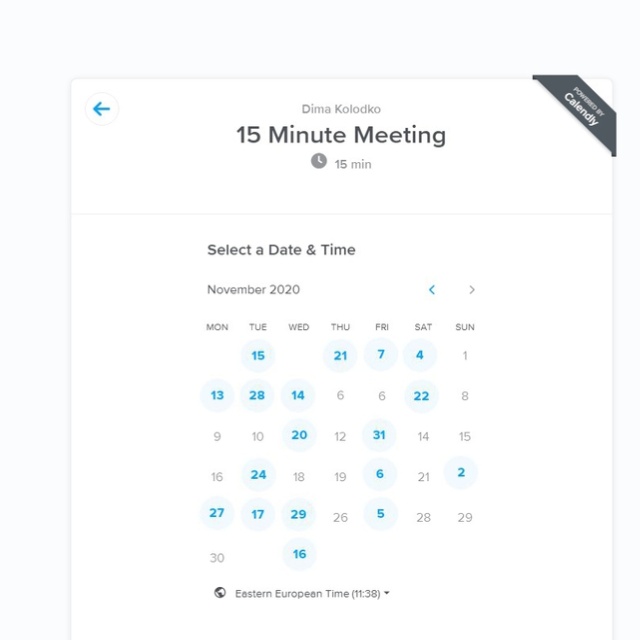 POWERED BY
Calendly
Dima Kolodko
15 Minute Meeting
15 min
Select a Date & Time
November 2020
MON TUE WED THU FRI SAT SUN
15 21 7 4 1
13 28 14 6 6 22 8
9 10 20 12 31 14 15
16 24 18 19 6 21 2
27 17 29 26 5 28 29
30 16
Eastern European Time (11:38)